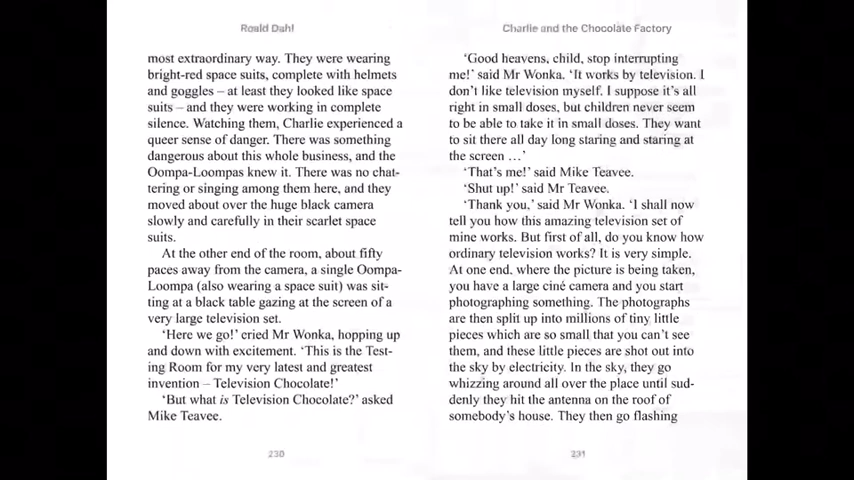 Roald Dahl
most extraordinary way. They were wearing
bright-red space suits, complete with helmets
and goggles – at least they looked like space
suits – and they were working in complete
silence. Watching them, Charlie experienced a
queer sense of danger. There was something
dangerous about this whole business, and the
Oompa-Loompas knew it. There was no chat-
tering or singing among them here, and they
moved about over the huge black camera
slowly and carefully in their scarlet space
suits.
At the other end of the room, about fifty
paces away from the camera, a single Oompa-
Loompa (also wearing a space suit) was sit-
ting at a black table gazing at the screen of a
very large television set.
‘Here we go!’ cried Mr Wonka, hopping up
and down with excitement. ‘This is the Test-
ing Room for my very latest and greatest
invention – Television Chocolate!’
‘But what is Television Chocolate?’ asked
Mike Teavee.
230
Charlie and the Chocolate Factory
‘Good heavens, child, stop interrupting
me!’ said Mr Wonka. ‘It works by television. I
don’t like television myself. I suppose it’s all
right in small doses, but children never seem
to be able to take it in small doses. They want
to sit there all day long staring and staring at
the screen …’
‘That’s me!’ said Mike Teavee.
‘Shut up!’ said Mr Teavee.
‘Thank you,’ said Mr Wonka. ‘I shall now
tell you how this amazing television set of
mine works. But first of all, do you know how
ordinary television works? It is very simple.
At one end, where the picture is being taken,
you have a large ciné camera and you start
photographing something. The photographs
are then split up into millions of tiny little
pieces which are so small that you can’t see
them, and these little pieces are shot out into
the sky by electricity. In the sky, they go
whizzing around all over the place until sud-
denly they hit the antenna on the roof of
somebody’s house. They then go flashing
231